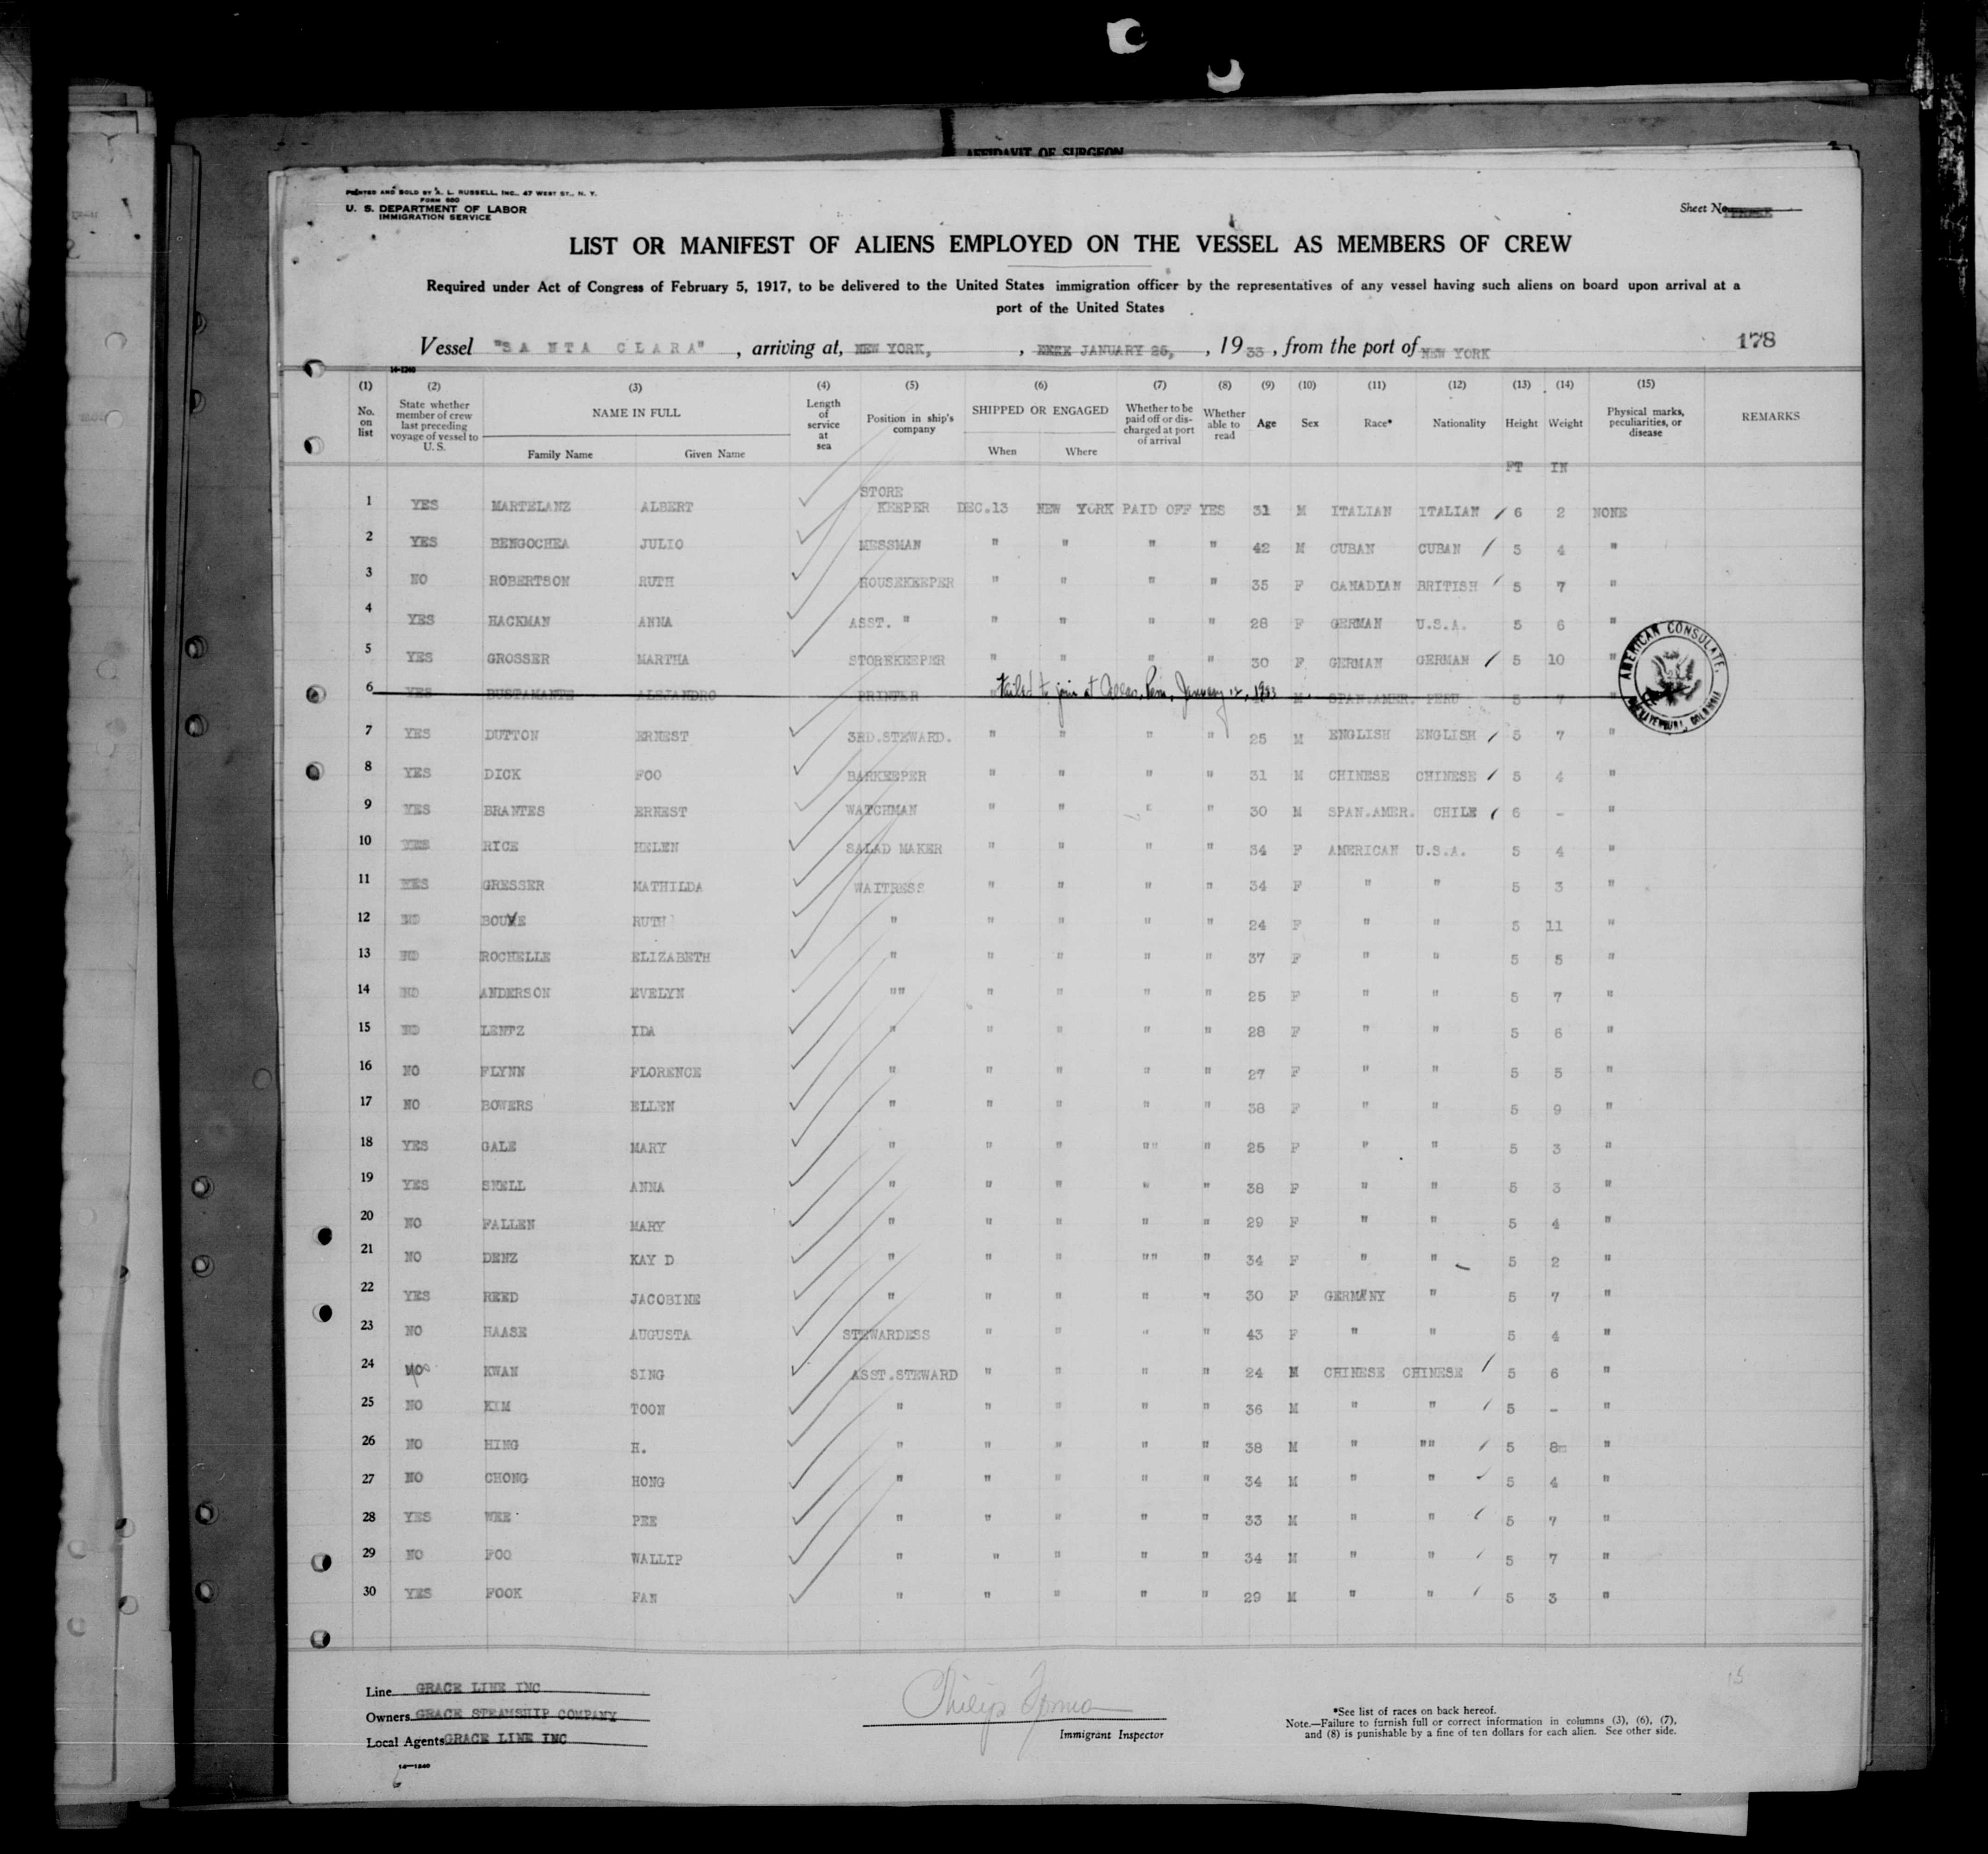 AFFIDAVIT OF SURGEON
PRINTED AND SOLD BY A. L. RUSSELL, INC., 47 WEST ST., N. Y.
FORM 680
U. S. DEPARTMENT OF LABOR
IMMIGRATION SERVICE
Sheet No.
LIST OR MANIFEST OF ALIENS EMPLOYED ON THE VESSEL AS MEMBERS OF CREW
Required under Act of Congress of February 5, 1917, to be delivered to the United States immigration officer by the representatives of any vessel having such aliens on board upon arrival at a
port of the United States
Vessel "SANTA CLARA", arriving at, NEW YORK, , JANUARY 25, , 1933, from the port of NEW YORK 178
14-1240
(1) (2) (3) (4) (5) (6) (7) (8) (9) (10) (11) (12) (13) (14) (15)
No. on list State whether member of crew last preceding voyage of vessel to U.S. NAME IN FULL Family Name Given Name Length of service at sea Position in ship's company SHIPPED OR ENGAGED When Where Whether to be paid off or discharged at port of arrival Whether able to read Age Sex Race* Nationality Height Weight Physical marks, peculiarities, or disease REMARKS
FT IN
1 YES MARTELANZ ALBERT STORE KEEPER DEC.13 NEW YORK PAID OFF YES 31 M ITALIAN ITALIAN 6 2 NONE
2 YES BENGOCHEA JULIO MESSMAN " " " " 42 M CUBAN CUBAN 5 4 "
3 NO ROBERTSON RUTH HOUSEKEEPER " " " " 35 F CANADIAN BRITISH 5 7 "
4 YES HACKMAN ANNA ASST. " " " " " 28 F GERMAN U.S.A. 5 6 "
5 YES GROSSER MARTHA STOREKEEPER " " " " 30 F GERMAN GERMAN 5 10 "
6 YES BUSTAMANTE ALEJANDRO PRINTER Failed to join at Callao, Peru, January 12, 1933 M SPAN.AMER. PERU 5 7 "
AMERICAN CONSULATE, BUENAVENTURA, COLOMBIA
7 YES DUTTON ERNEST 3RD.STEWARD. " " " " 25 M ENGLISH ENGLISH 5 7 "
8 YES DICK FOO BARKEEPER " " " " 31 M CHINESE CHINESE 5 4 "
9 YES BRANTES ERNEST WATCHMAN " " " " 30 M SPAN.AMER. CHILE 6 - "
10 YES RICE HELEN SALAD MAKER " " " " 34 F AMERICAN U.S.A. 5 4 "
11 YES GRESSER MATHILDA WAITRESS " " " " 34 F " " 5 3 "
12 NO RUTH " " " " " 24 F " " 5 11 "
13 NO ROCHELLE ELIZABETH " " " " " 37 F " " 5 5 "
14 NO ANDERSON EVELYN "" " " " " 25 F " " 5 7 "
15 NO LENTZ IDA " " " " " 28 F " " 5 6 "
16 NO FLYNN FLORENCE " " " " " 27 F " " 5 5 "
17 NO BOWERS ELLEN " " " " " 38 F " " 5 9 "
18 YES GALE MARY " " " "" " 25 F " " 5 3 "
19 YES SNELL ANNA " " " " " 38 F " " 5 3 "
20 NO FALLEN MARY " " " " " 29 F " " 5 4 "
21 NO DENZ KAY D " " " "" " 34 F " " 5 2 "
22 YES REED JACOBINE " " " " " 30 F GERMANY " 5 7 "
23 NO HAASE AUGUSTA STEWARDESS " " " " 43 F " " 5 4 "
24 NO KWAN SING ASST.STEWARD " " " " 24 M CHINESE CHINESE 5 6 "
25 NO KIM TOON " " " " " 36 M " " 5 - "
26 NO HING H. " " " " " 38 M " "" 5 8 "
27 NO CHONG HONG " " " " " 34 M " " 5 4 "
28 YES WEE PEE " " " " " 33 M " " 5 7 "
29 NO FOO WALLIP " " " " " 34 M " " 5 7 "
30 YES FOOK FAN " " " " " 29 M " " 5 3 "
Line GRACE LINE INC
Owners GRACE STEAMSHIP COMPANY
Local Agents GRACE LINE INC
14-1240
Philip
Immigrant Inspector
*See list of races on back hereof.
Note.—Failure to furnish full or correct information in columns (3), (6), (7),
and (8) is punishable by a fine of ten dollars for each alien. See other side.